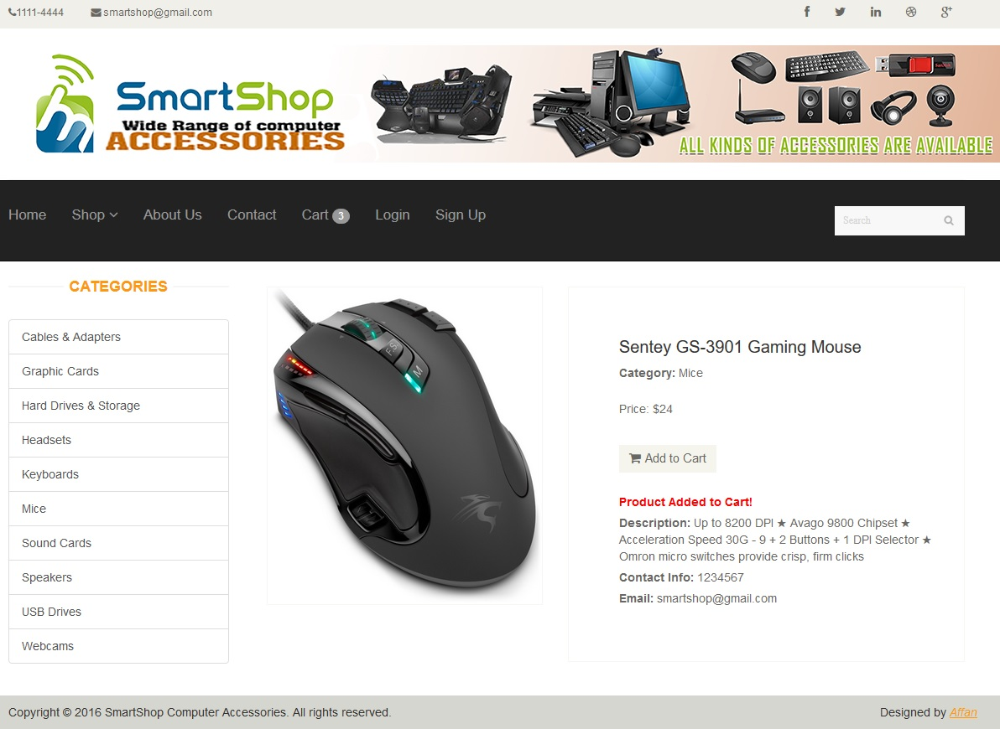 1111-4444
smartshop@gmail.com
SmartShop
Wide Range of computer
ACCESSORIES
ALL KINDS OF ACCESSORIES ARE AVAILABLE
Home
Shop
About Us
Contact
Cart 3
Login
Sign Up
Search
CATEGORIES
Cables & Adapters
Graphic Cards
Hard Drives & Storage
Headsets
Keyboards
Mice
Sound Cards
Speakers
USB Drives
Webcams
F-S
M
Sentey GS-3901 Gaming Mouse
Category: Mice
Price: $24
Add to Cart
Product Added to Cart!
Description: Up to 8200 DPI ★ Avago 9800 Chipset ★
Acceleration Speed 30G - 9 + 2 Buttons + 1 DPI Selector ★
Omron micro switches provide crisp, firm clicks
Contact Info: 1234567
Email: smartshop@gmail.com
Copyright © 2016 SmartShop Computer Accessories. All rights reserved.
Designed by Affan